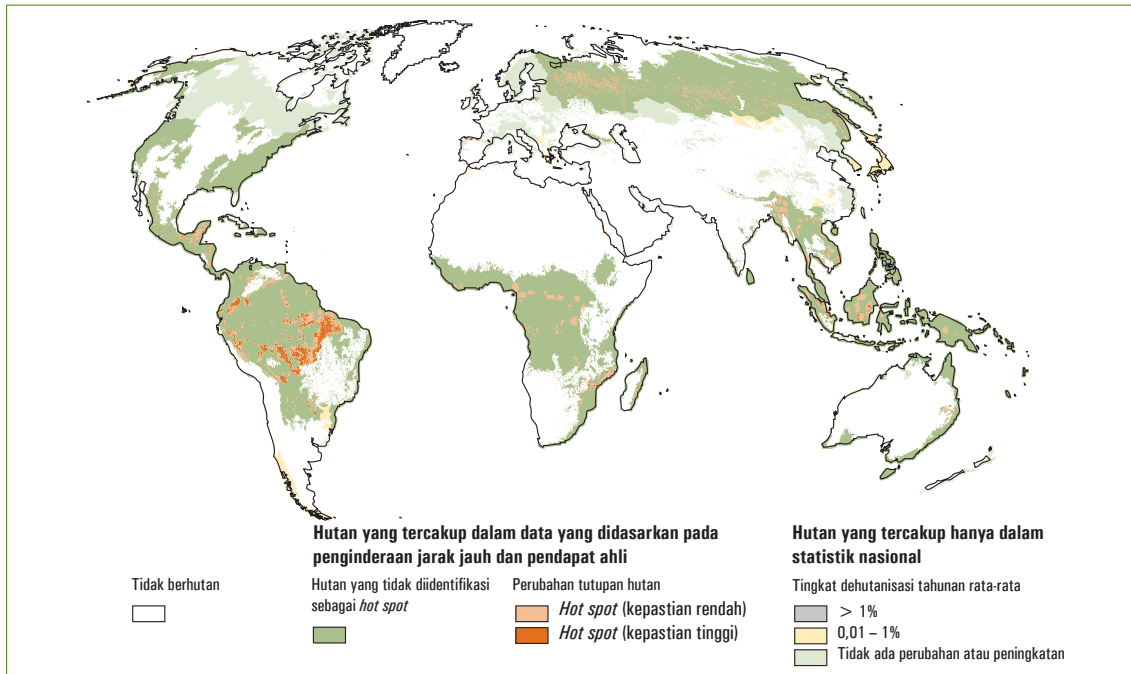 Hutan yang tercakup dalam data yang didasarkan pada
penginderaan jarak jauh dan pendapat ahli
Hutan yang tercakup hanya dalam
statistik nasional
Tidak berhutan
Hutan yang tidak diidentifikasi
sebagai hot spot
Perubahan tutupan hutan
Hot spot (kepastian rendah)
Hot spot (kepastian tinggi)
Tingkat dehutanisasi tahunan rata-rata
> 1%
0,01 – 1%
Tidak ada perubahan atau peningkatan